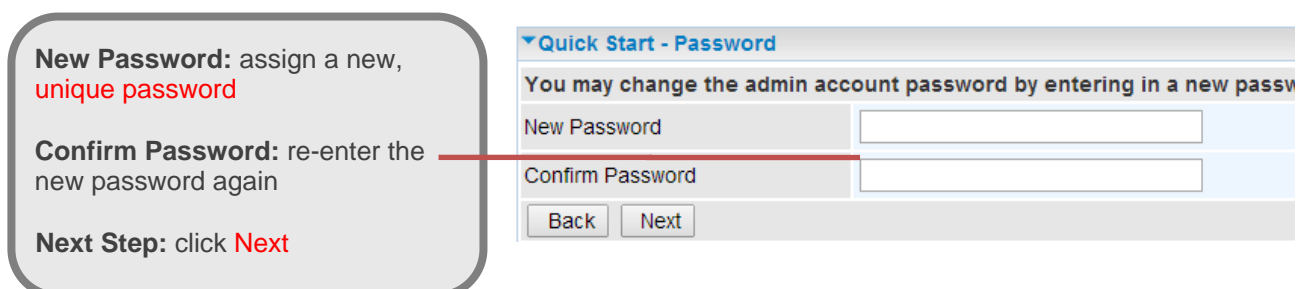 New Password: assign a new,
unique password
Confirm Password: re-enter the
new password again
Next Step: click Next
Quick Start - Password
You may change the admin account password by entering in a new passw
New Password
Confirm Password
Back Next